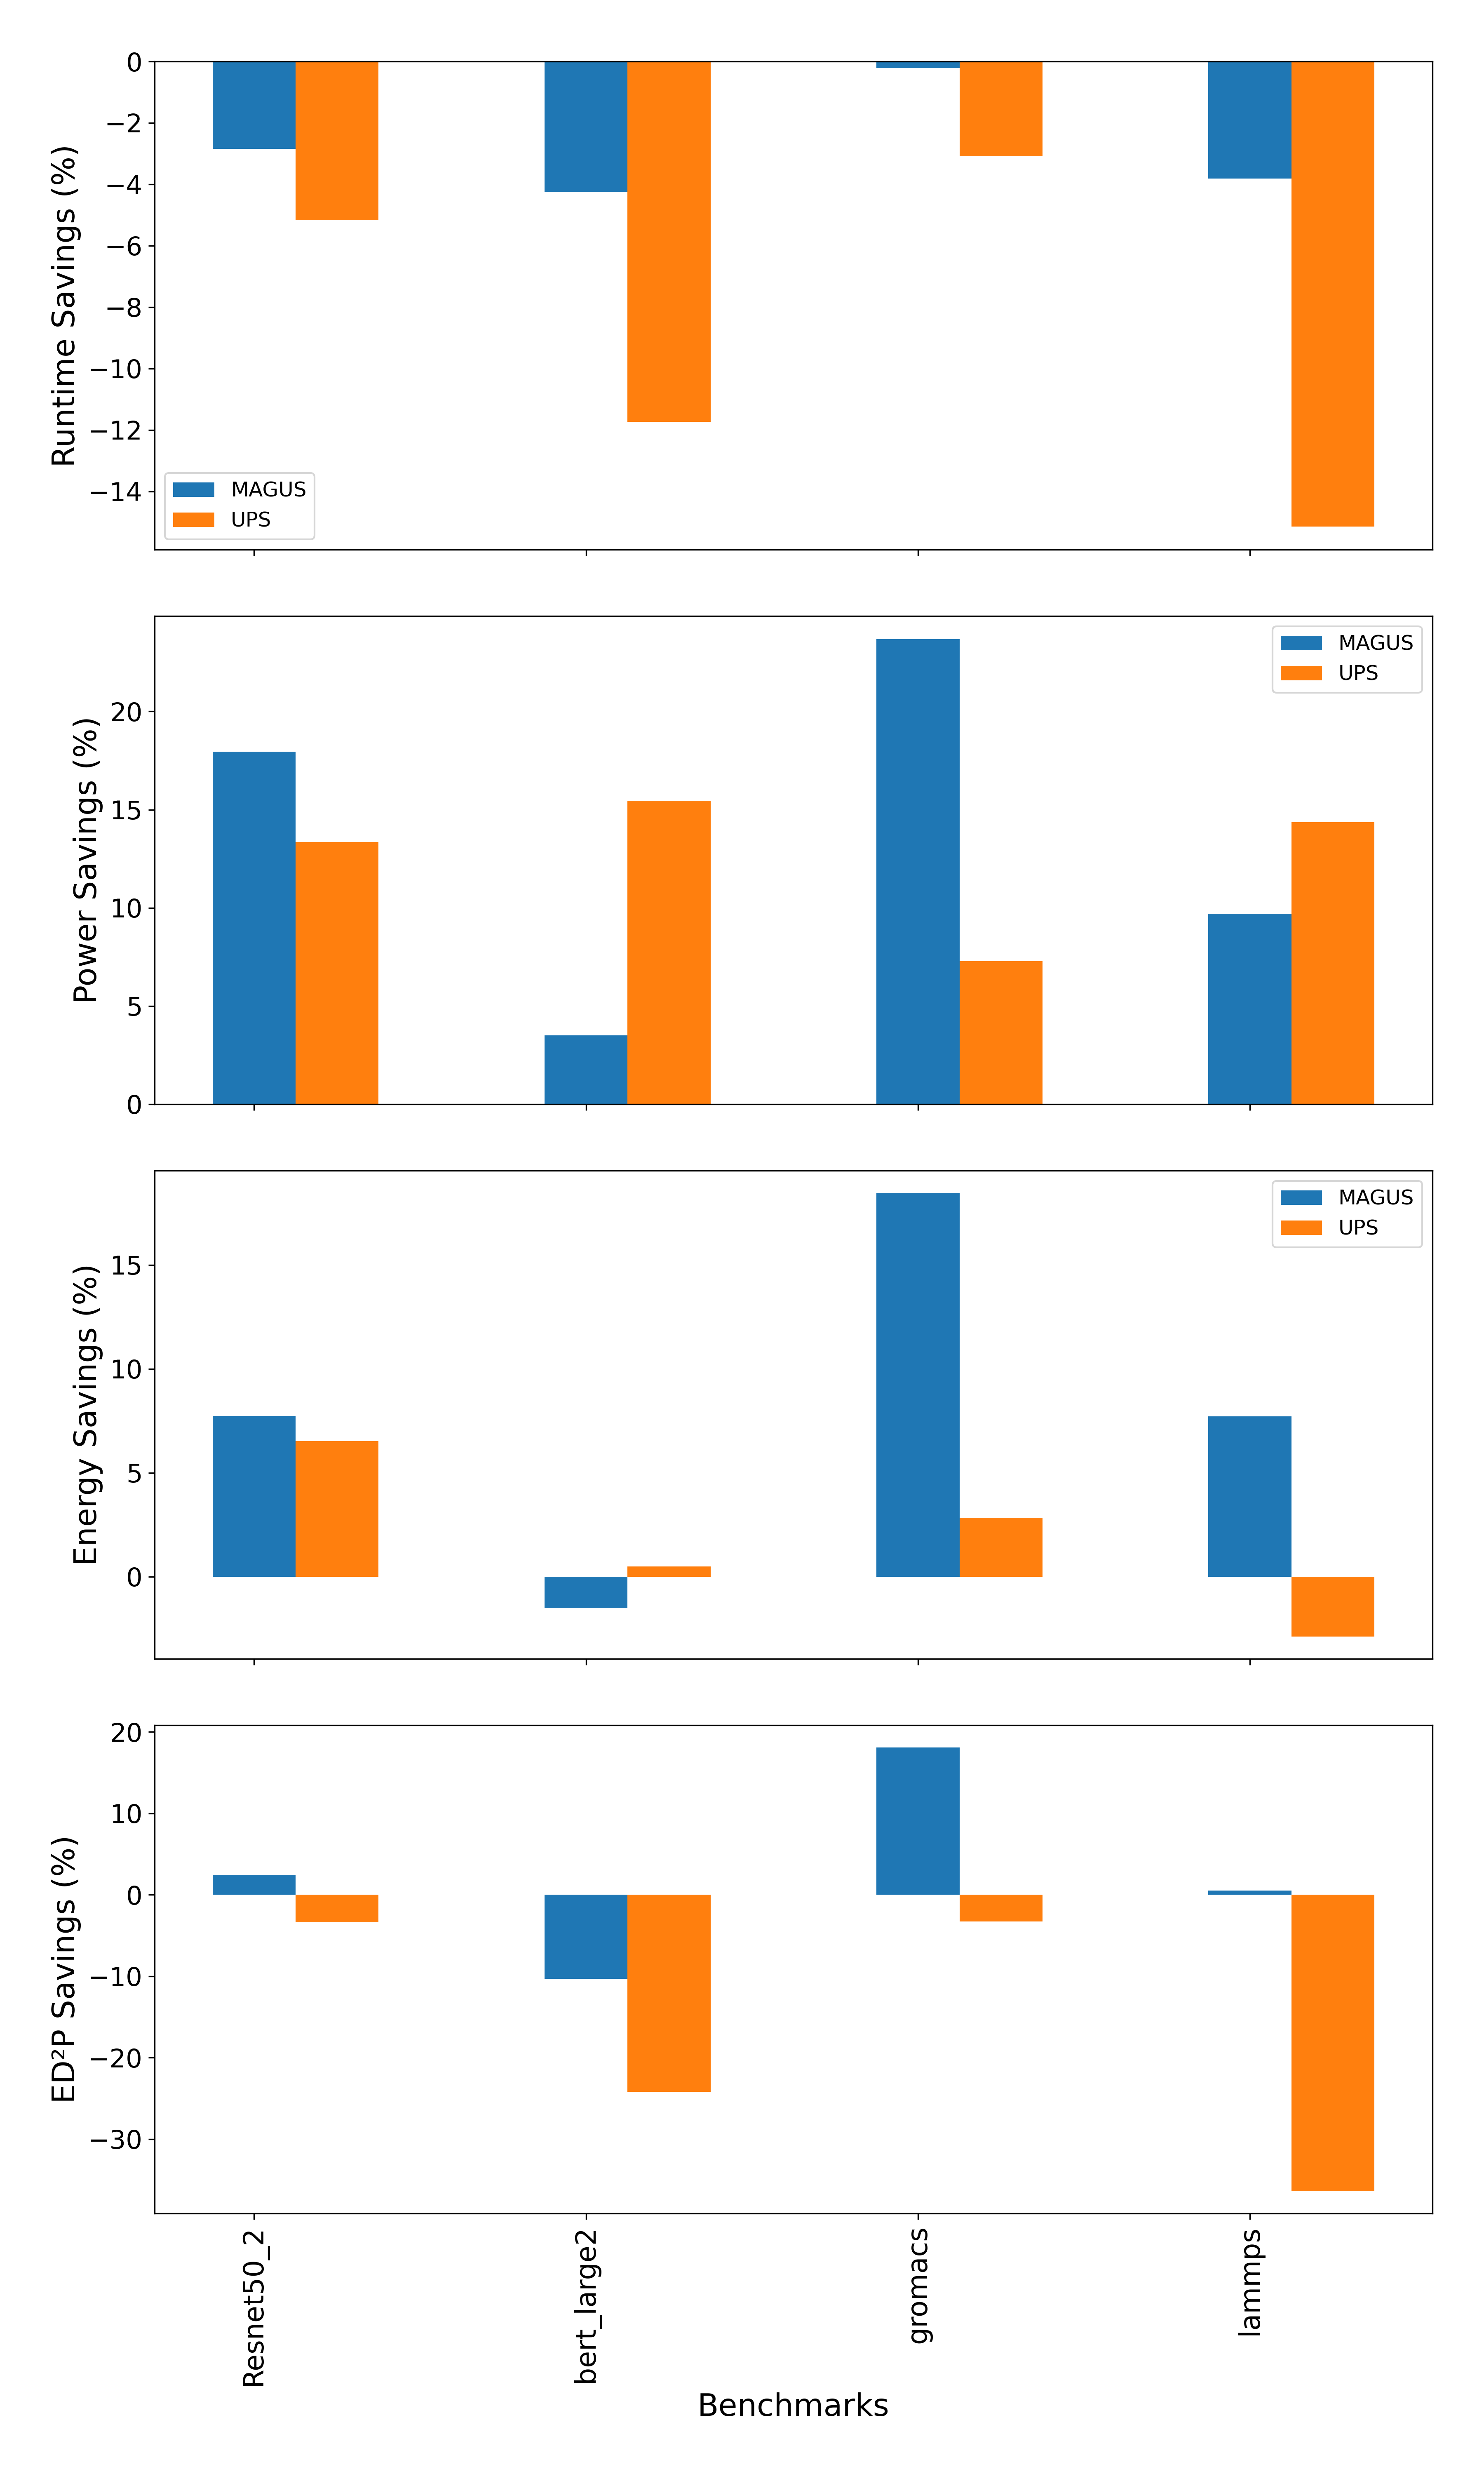 0
−2
−4
−6
−8
−10
−12
−14
Runtime Savings (%)
MAGUS
UPS
20
15
10
5
0
Power Savings (%)
MAGUS
UPS
15
10
5
0
Energy Savings (%)
MAGUS
UPS
20
10
0
−10
−20
−30
ED²P Savings (%)
Resnet50_2
bert_large2
gromacs
lammps
Benchmarks